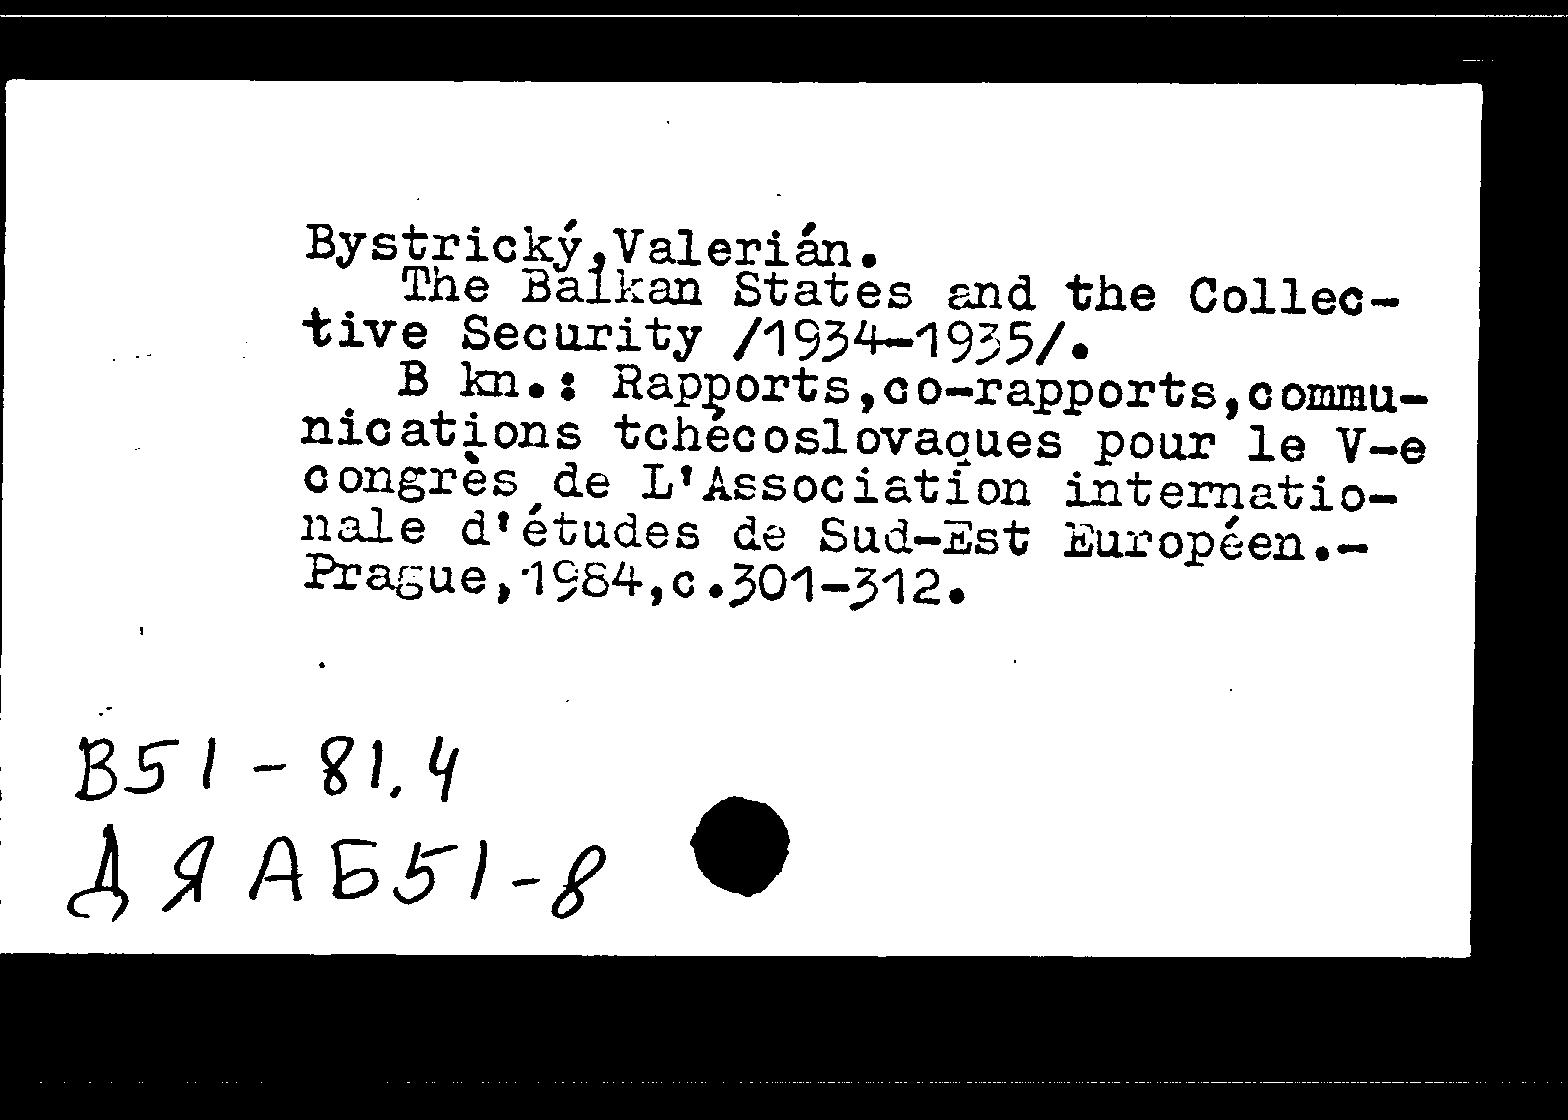 Bystrický,Valerián.
The Balkan States and the Collec-
tive Security /1934-1935/.
B kn.: Rapports,co-rapports,commu-
nications tchécoslovaques pour le V-e
congrès de L'Association internatio-
nale d'études de Sud-Est Européen.-
Prague,1984,c.301-312.
B51-81.4
ДЯ АБ51-8